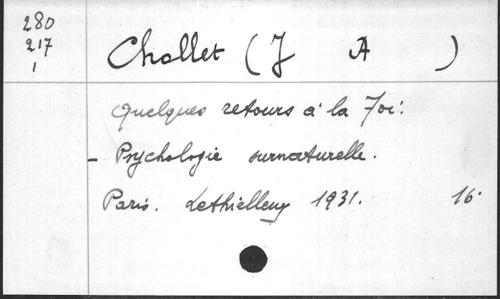 280
217
1
Chollet (J A )
Quelques retours à la Foi.
- Psychologie surnaturelle.
Paris. Lethielleux 1931. 16°